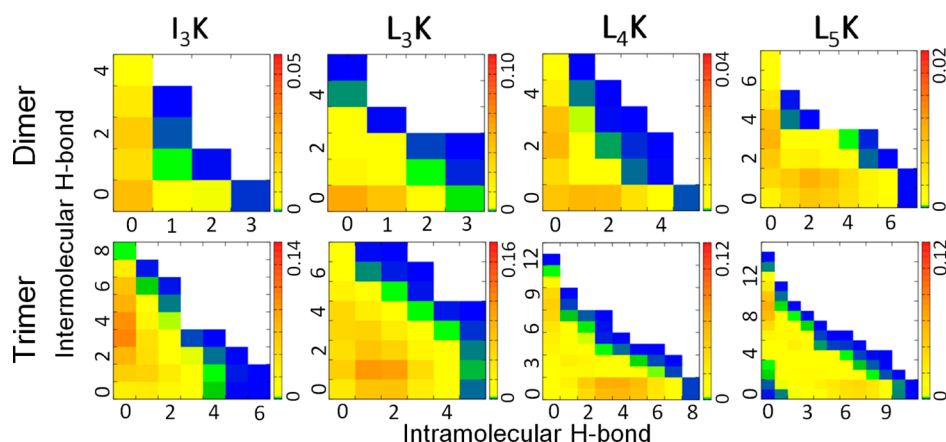 I₃K L₃K L₄K L₅K
Dimer
Trimer
Intermolecular H-bond
4 2 0
0 1 2 3
0.05 0
4 2 0
0 1 2 3
0.10 0
4 2 0
0 2 4
0.04 0
6 4 2 0
0 2 4 6
0.02 0
8 6 4 2 0
0 2 4 6
0.14 0
6 4 2 0
0 2 4
0.16 0
12 9 6 3 0
0 2 4 6 8
0.12 0
12 8 4 0
0 3 6 9
0.12 0
Intramolecular H-bond